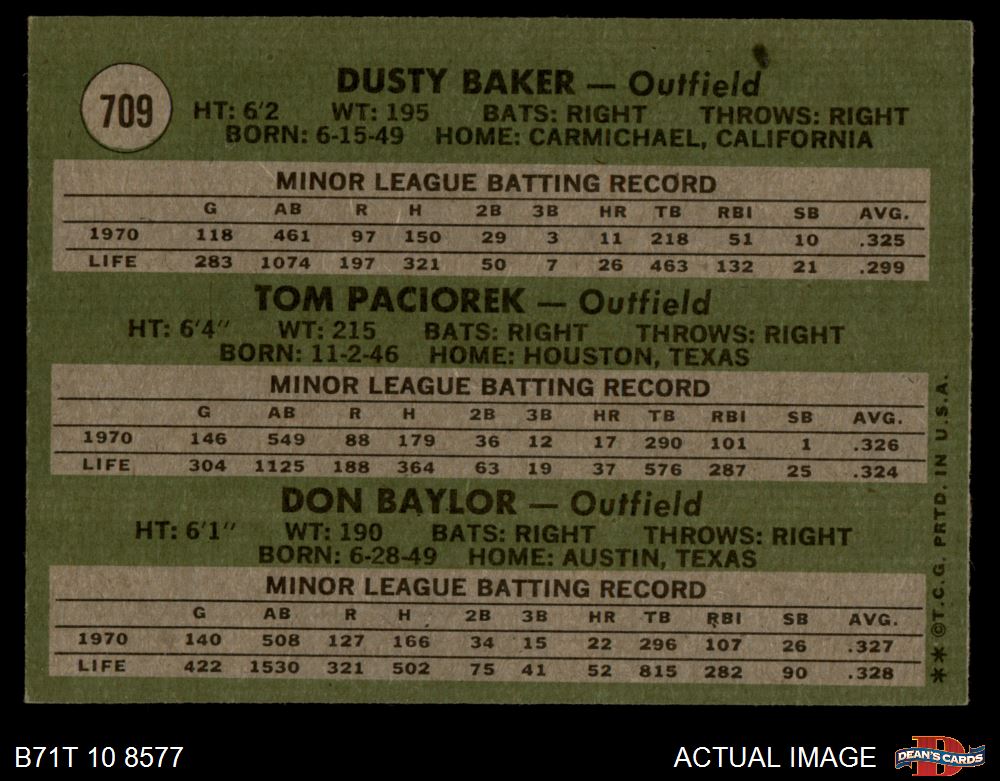 709
DUSTY BAKER — Outfield
HT: 6'2 WT: 195 BATS: RIGHT THROWS: RIGHT
BORN: 6-15-49 HOME: CARMICHAEL, CALIFORNIA
MINOR LEAGUE BATTING RECORD
G AB R H 2B 3B HR TB RBI SB AVG.
1970 118 461 97 150 29 3 11 218 51 10 .325
LIFE 283 1074 197 321 50 7 26 463 132 21 .299
TOM PACIOREK — Outfield
HT: 6'4" WT: 215 BATS: RIGHT THROWS: RIGHT
BORN: 11-2-46 HOME: HOUSTON, TEXAS
MINOR LEAGUE BATTING RECORD
G AB R H 2B 3B HR TB RBI SB AVG.
1970 146 549 88 179 36 12 17 290 101 1 .326
LIFE 304 1125 188 364 63 19 37 576 287 25 .324
DON BAYLOR — Outfield
HT: 6'1" WT: 190 BATS: RIGHT THROWS: RIGHT
BORN: 6-28-49 HOME: AUSTIN, TEXAS
MINOR LEAGUE BATTING RECORD
G AB R H 2B 3B HR TB RBI SB AVG.
1970 140 508 127 166 34 15 22 296 107 26 .327
LIFE 422 1530 321 502 75 41 52 815 282 90 .328
**©T.C.G. PRTD. IN U.S.A.
B71T 10 8577
ACTUAL IMAGE
D
DEAN'S CARDS